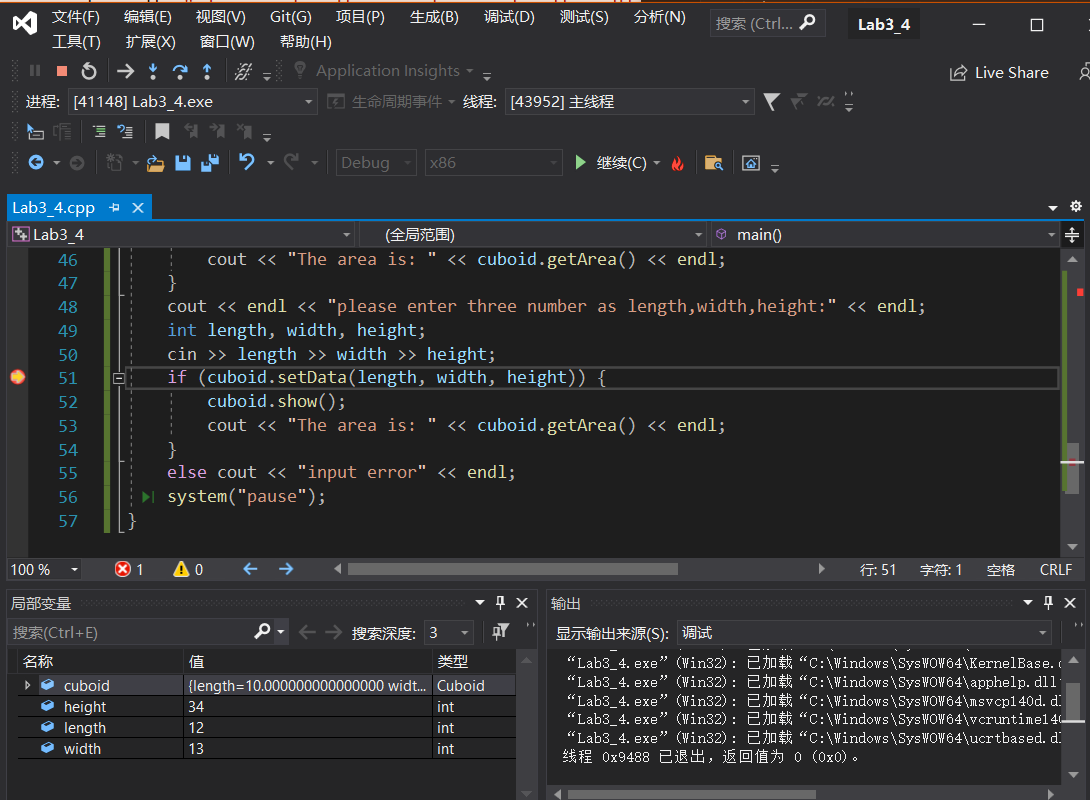 文件(F) 编辑(E) 视图(V) Git(G) 项目(P) 生成(B) 调试(D) 测试(S) 分析(N) 搜索 (Ctrl... Lab3_4
工具(T) 扩展(X) 窗口(W) 帮助(H)
Application Insights Live Share
进程: [41148] Lab3_4.exe 生命周期事件 线程: [43952] 主线程
Debug x86 继续(C)
Lab3_4.cpp
Lab3_4 (全局范围) main()
46 cout << "The area is: " << cuboid.getArea() << endl;
47 }
48 cout << endl << "please enter three number as length,width,height:" << endl;
49 int length, width, height;
50 cin >> length >> width >> height;
51 if (cuboid.setData(length, width, height)) {
52 cuboid.show();
53 cout << "The area is: " << cuboid.getArea() << endl;
54 }
55 else cout << "input error" << endl;
56 system("pause");
57 }
100 % 1 0 行: 51 字符: 1 空格 CRLF
局部变量
搜索(Ctrl+E) 搜索深度: 3
名称 值 类型
cuboid {length=10.000000000000000 widt... Cuboid
height 34 int
length 12 int
width 13 int
输出
显示输出来源(S): 调试
“Lab3_4.exe”(Win32): 已加载“C:\Windows\SysWOW64\KernelBase.
“Lab3_4.exe”(Win32): 已加载“C:\Windows\SysWOW64\apphelp.dll
“Lab3_4.exe”(Win32): 已加载“C:\Windows\SysWOW64\msvcp140d.d
“Lab3_4.exe”(Win32): 已加载“C:\Windows\SysWOW64\vcruntime14
“Lab3_4.exe”(Win32): 已加载“C:\Windows\SysWOW64\ucrtbased.d
线程 0x9488 已退出，返回值为 0 (0x0)。